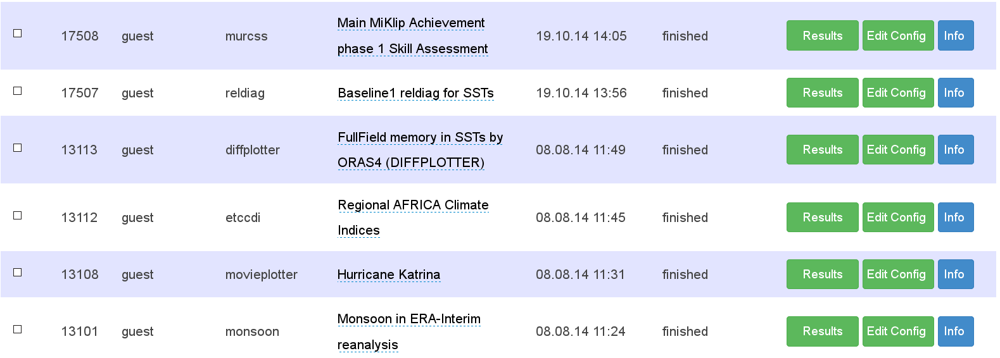 Main MiKlip Achievement
17508 guest murcss 19.10.14 14:05 finished Results Edit Config Info
phase 1 Skill Assessment
17507 guest reldiag Baseline1 reldiag for SSTs 19.10.14 13:56 finished Results Edit Config Info
FullField memory in SSTs by
13113 guest diffplotter 08.08.14 11:49 finished Results Edit Config Info
ORAS4 (DIFFPLOTTER)
Regional AFRICA Climate
13112 guest etccdi 08.08.14 11:45 finished Results Edit Config Info
Indices
13108 guest movieplotter Hurricane Katrina 08.08.14 11:31 finished Results Edit Config Info
Monsoon in ERA-Interim
13101 guest monsoon 08.08.14 11:24 finished Results Edit Config Info
reanalysis